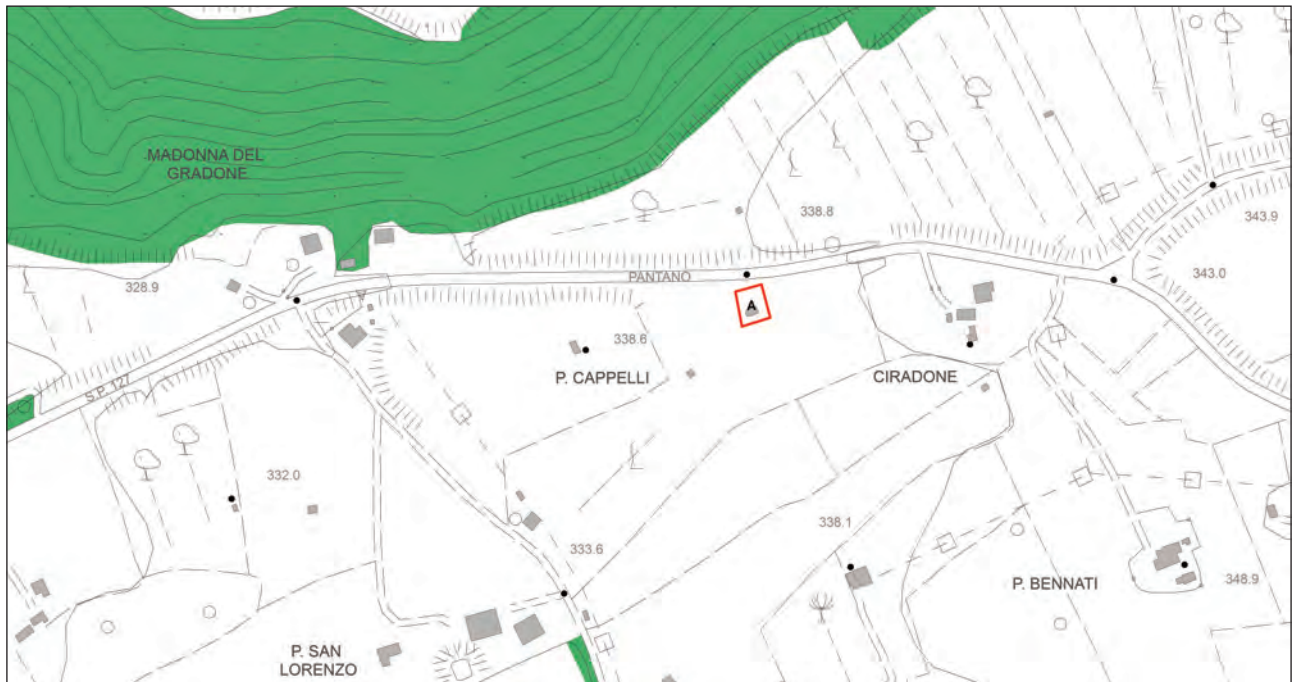 MADONNA DEL
GRADONE
338.8
343.9
PANTANO
343.0
328.9
A
338.6
P. CAPPELLI
CIRADONE
S.P. 127
332.0
338.1
333.6
P. BENNATI
348.9
P. SAN
LORENZO